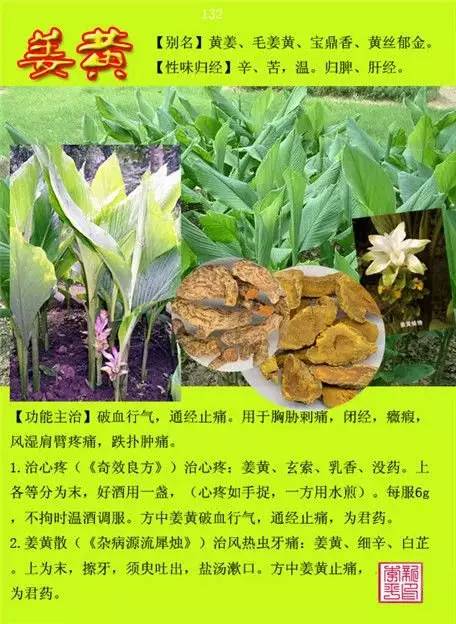 132
姜黄
【别名】黄姜、毛姜黄、宝鼎香、黄丝郁金。
【性味归经】辛、苦，温。归脾、肝经。
【功能主治】破血行气，通经止痛。用于胸胁刺痛，闭经，癥瘕，
风湿肩臂疼痛，跌扑肿痛。
1.治心疼（《奇效良方》）治心疼：姜黄、玄索、乳香、没药。上
各等分为末，好酒用一盏，（心疼如手捉，一方用水煎）。每服6g
，不拘时温酒调服。方中姜黄破血行气，通经止痛，为君药。
2.姜黄散（《杂病源流犀烛》）治风热虫牙痛：姜黄、细辛、白芷
。上为末，擦牙，须臾吐出，盐汤漱口。方中姜黄止痛，
为君药。